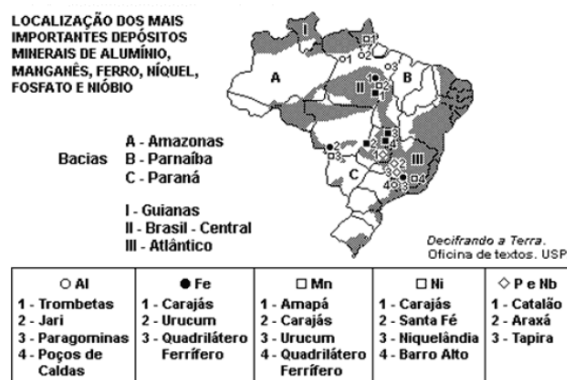 LOCALIZAÇÃO DOS MAIS
IMPORTANTES DEPÓSITOS
MINERAIS DE ALUMÍNIO,
MANGANÊS, FERRO, NÍQUEL,
FOSFATO E NIÓBIO
A - Amazonas
Bacias B - Parnaíba
C - Paraná
I - Guianas
II - Brasil - Central
III - Atlântico
I
A
B
II
III
C
Decifrando a Terra.
Oficina de textos. USP
Al
1 - Trombetas
2 - Jari
3 - Paragominas
4 - Poços de
Caldas
Fe
1 - Carajás
2 - Urucum
3 - Quadrilátero
Ferrífero
Mn
1 - Amapá
2 - Carajás
3 - Urucum
4 - Quadrilátero
Ferrífero
Ni
1 - Carajás
2 - Santa Fé
3 - Niquelândia
4 - Barro Alto
P e Nb
1 - Catalão
2 - Araxá
3 - Tapira